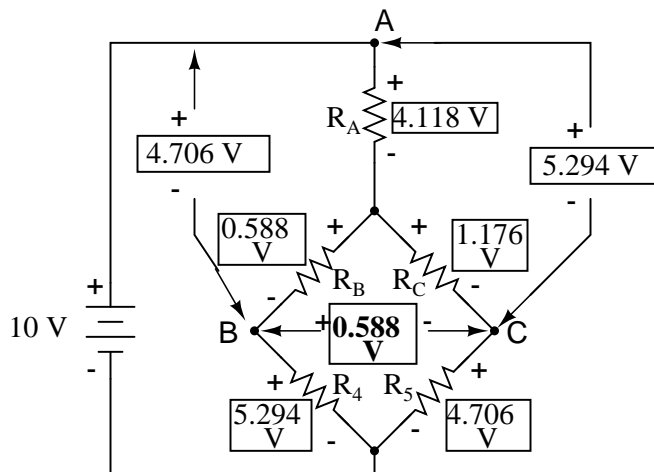 A
+
+
+
R_A
4.118 V
+
4.706 V
-
5.294 V
-
-
0.588
V
+
+
1.176
V
+
R_B
R_C
-
-
10 V
B
+
0.588
V
-
C
-
+
R_4
R_5
+
5.294
V
-
-
4.706
V